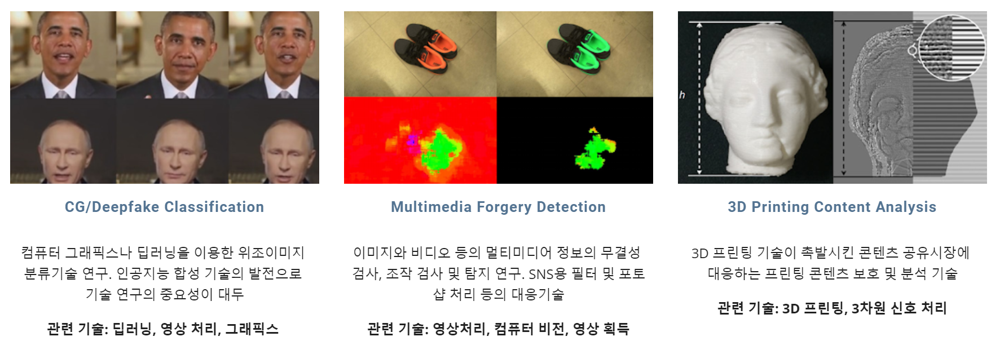 h
CG/Deepfake Classification
컴퓨터 그래픽스나 딥러닝을 이용한 위조이미지
분류기술 연구. 인공지능 합성 기술의 발전으로
기술 연구의 중요성이 대두
관련 기술: 딥러닝, 영상 처리, 그래픽스
Multimedia Forgery Detection
이미지와 비디오 등의 멀티미디어 정보의 무결성
검사, 조작 검사 및 탐지 연구. SNS용 필터 및 포토
샵 처리 등의 대응기술
관련 기술: 영상처리, 컴퓨터 비전, 영상 획득
3D Printing Content Analysis
3D 프린팅 기술이 촉발시킨 콘텐츠 공유시장에
대응하는 프린팅 콘텐츠 보호 및 분석 기술
관련 기술: 3D 프린팅, 3차원 신호 처리